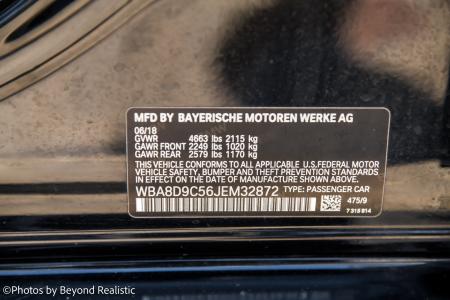 MFD BY BAYERISCHE MOTOREN WERKE AG
06/18
GVWR 4663 lbs 2115 kg
GAWR FRONT 2249 lbs 1020 kg
GAWR REAR 2579 lbs 1170 kg
THIS VEHICLE CONFORMS TO ALL APPLICABLE U.S.FEDERAL MOTOR
VEHICLE SAFETY, BUMPER AND THEFT PREVENTION STANDARDS IN EFFECT
ON THE DATE OF MANUFACTURE SHOWN ABOVE.
WBA8D9C56JEM32872 TYPE: PASSENGER CAR
475/9
7 315 814
©Photos by Beyond Realistic